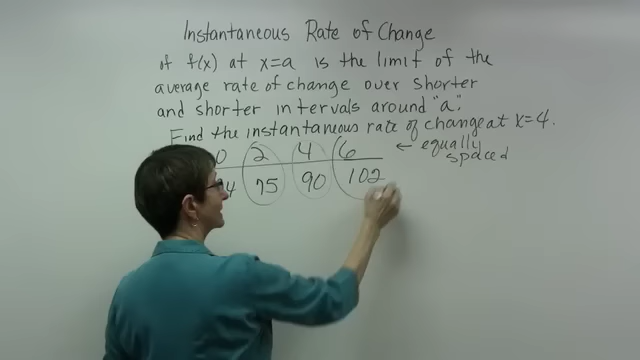 Instantaneous Rate of Change
of f(x) at x=a is the limit of the
average rate of change over shorter
and shorter intervals around "a".
Find the instantaneous rate of change at x=4.
0 2 4 6 ← equally
spaced
4 75 90 102